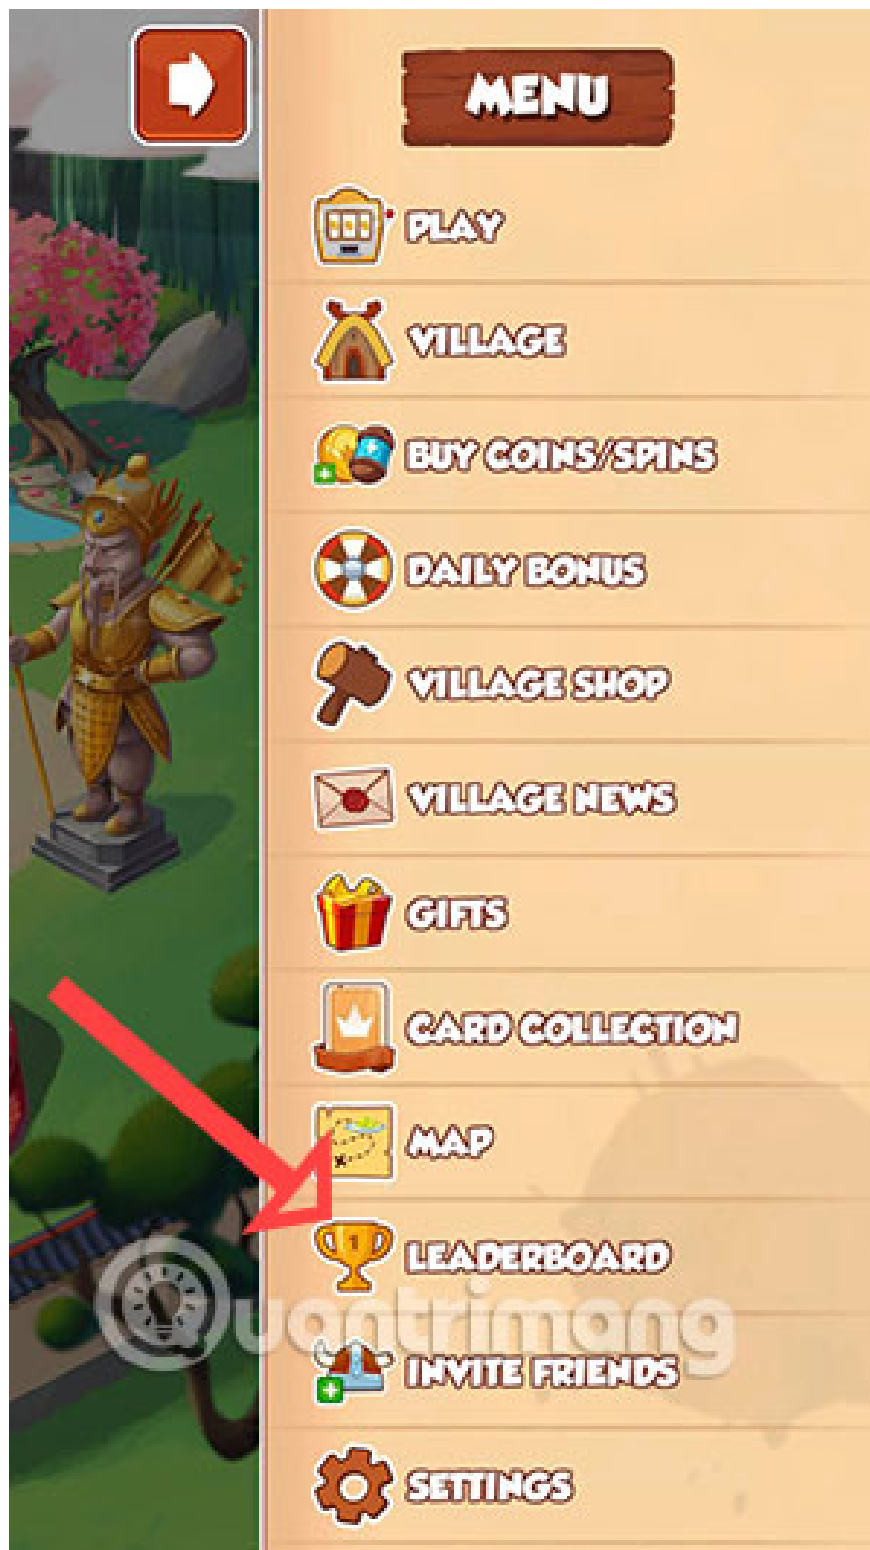 MENU
PLAY
VILLAGE
BUY COINS/SPINS
DAILY BONUS
VILLAGE SHOP
VILLAGE NEWS
GIFTS
CARD COLLECTION
MAP
1
LEADERBOARD
Quantrimang
INVITE FRIENDS
SETTINGS